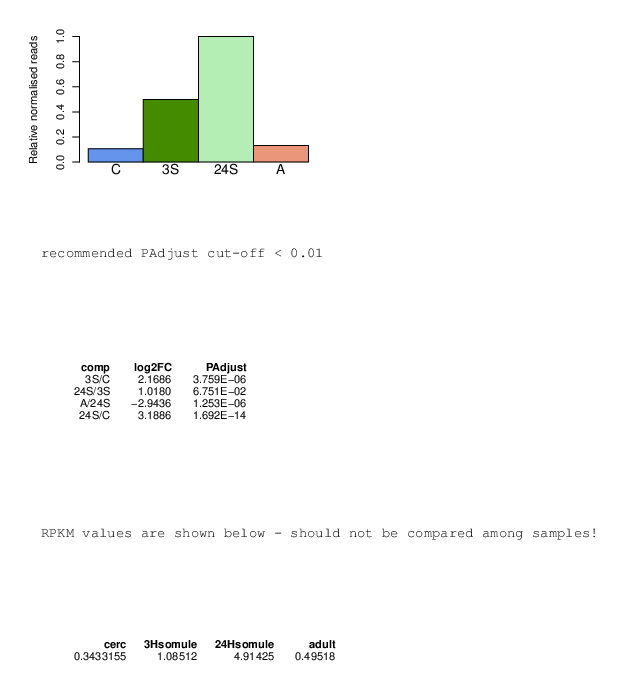 Relative normalised reads
1.0
0.8
0.6
0.4
0.2
0.0
C 3S 24S A
recommended PAdjust cut-off < 0.01
comp log2FC PAdjust
3S/C 2.1686 3.759E−06
24S/3S 1.0180 6.751E−02
A/24S −2.9436 1.253E−06
24S/C 3.1886 1.692E−14
RPKM values are shown below - should not be compared among samples!
cerc 3Hsomule 24Hsomule adult
0.3433155 1.08512 4.91425 0.49518